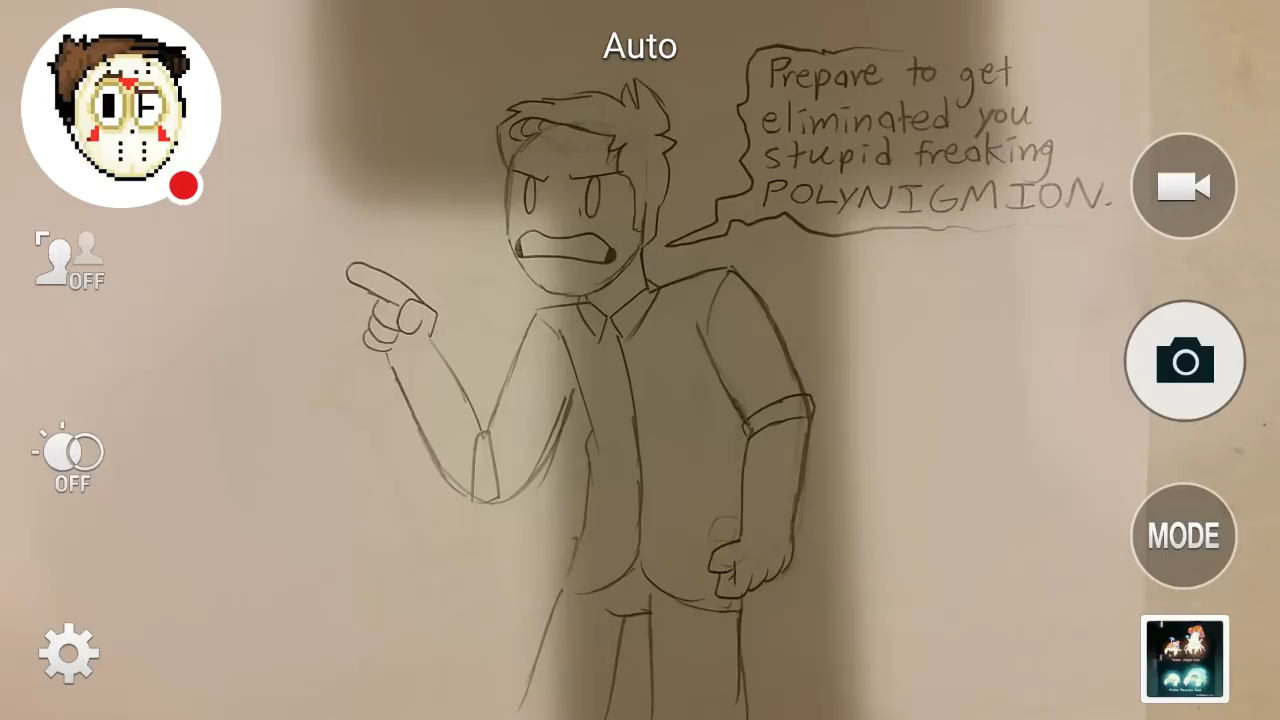 Auto
Prepare to get
eliminated you
stupid freaking
POLYNIGMION.
OFF
OFF
MODE